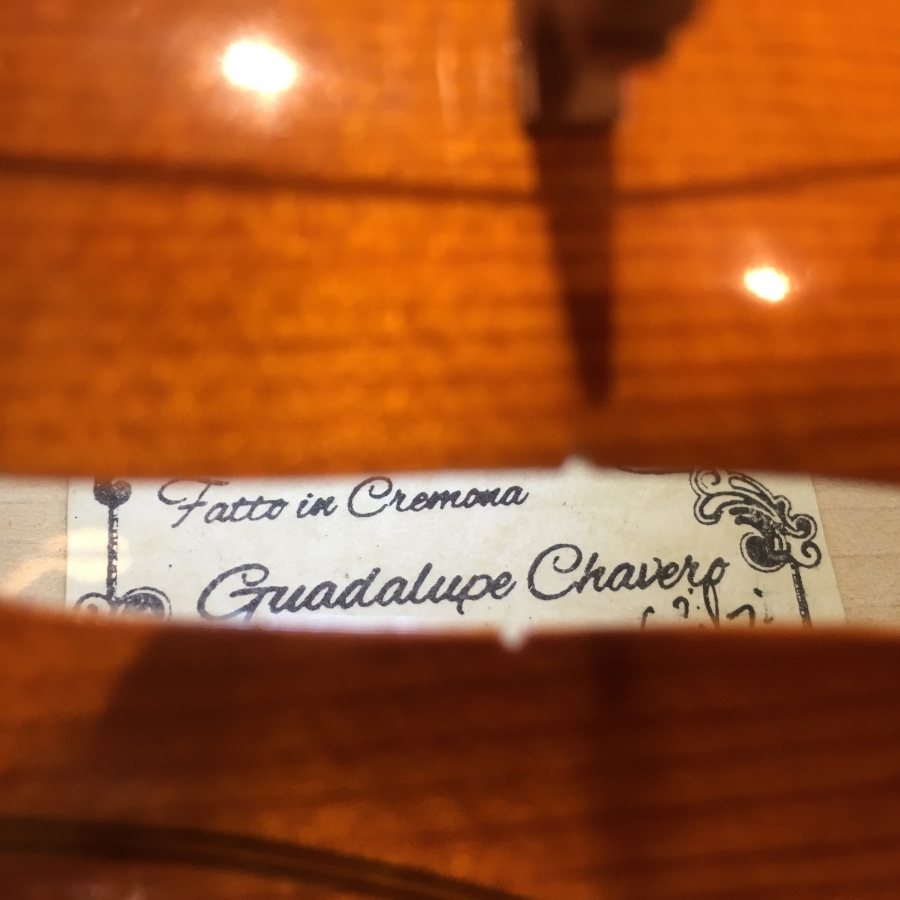 Fatto in Cremona
Guadalupe Chavero